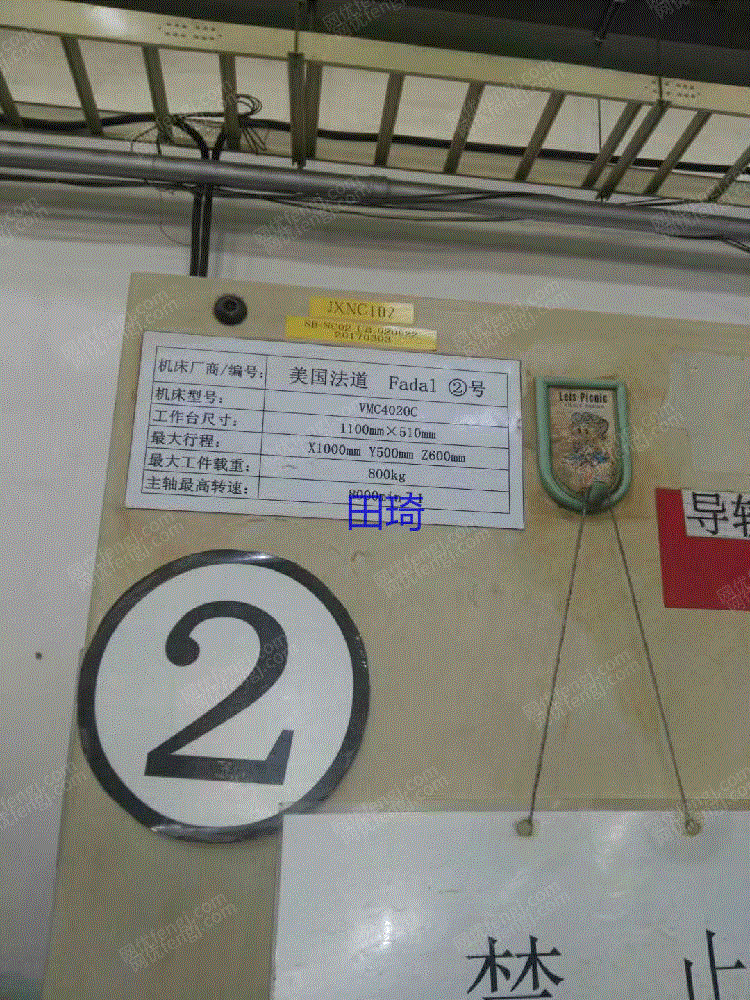 JXNC107
20170303
机床厂商/编号: 美国法道 Fadal ②号
机床型号: VMC4020C
工作台尺寸: 1100mm×510mm
最大行程: X1000mm Y500mm Z600mm
最大工件载重: 800kg
主轴最高转速:
田琦
Lets Picnic
导轨
2
禁止